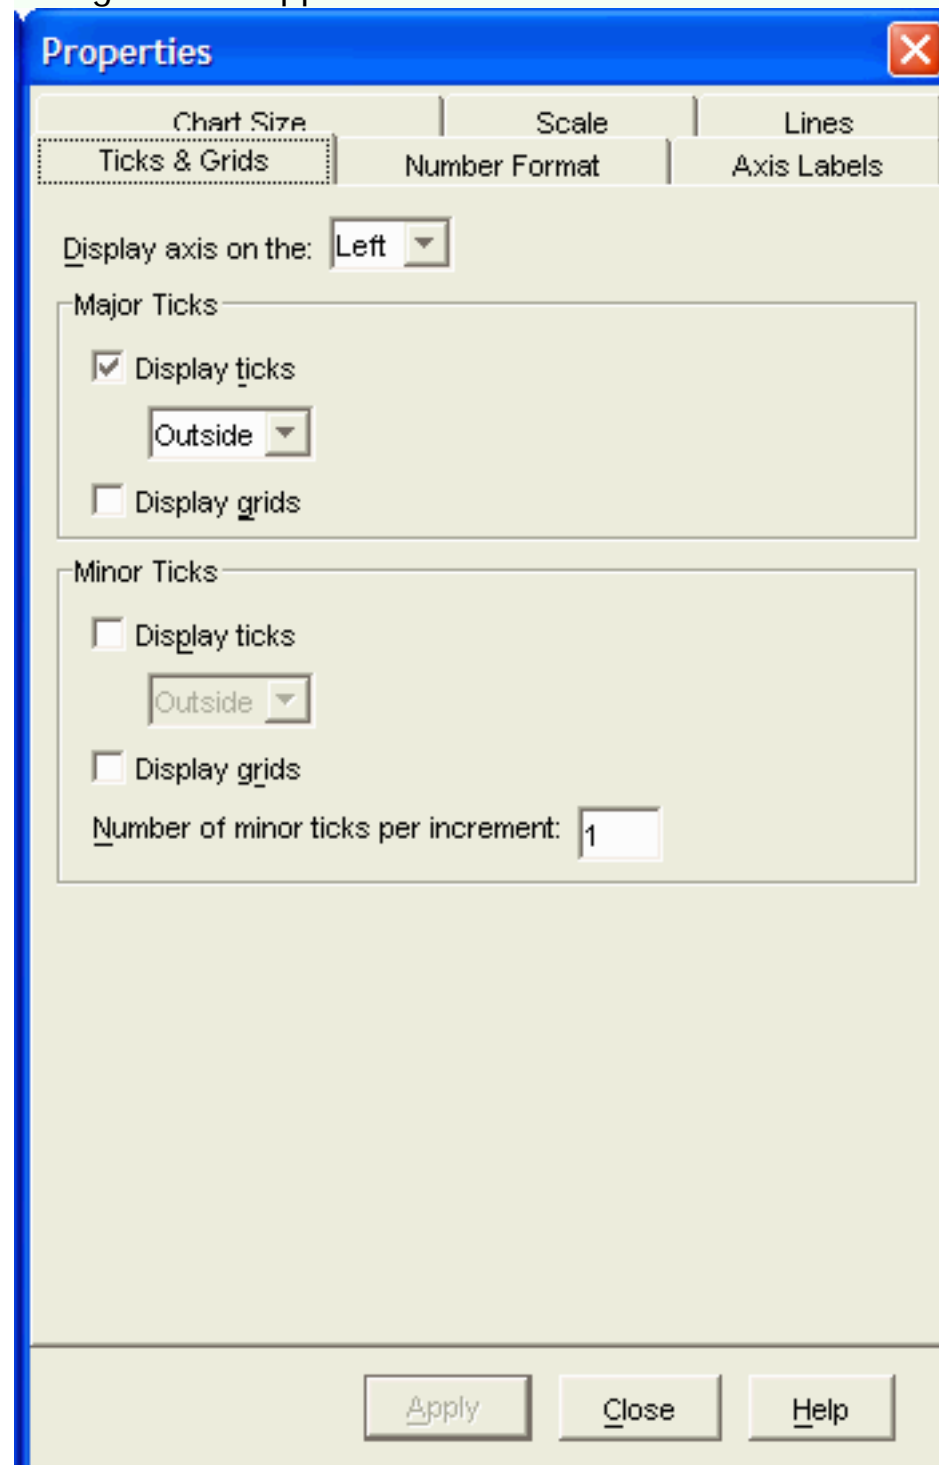 Properties
Chart Size Scale Lines
Ticks & Grids Number Format Axis Labels
Display axis on the: Left
Major Ticks
Display ticks
Outside
Display grids
Minor Ticks
Display ticks
Outside
Display grids
Number of minor ticks per increment: 1
Apply Close Help